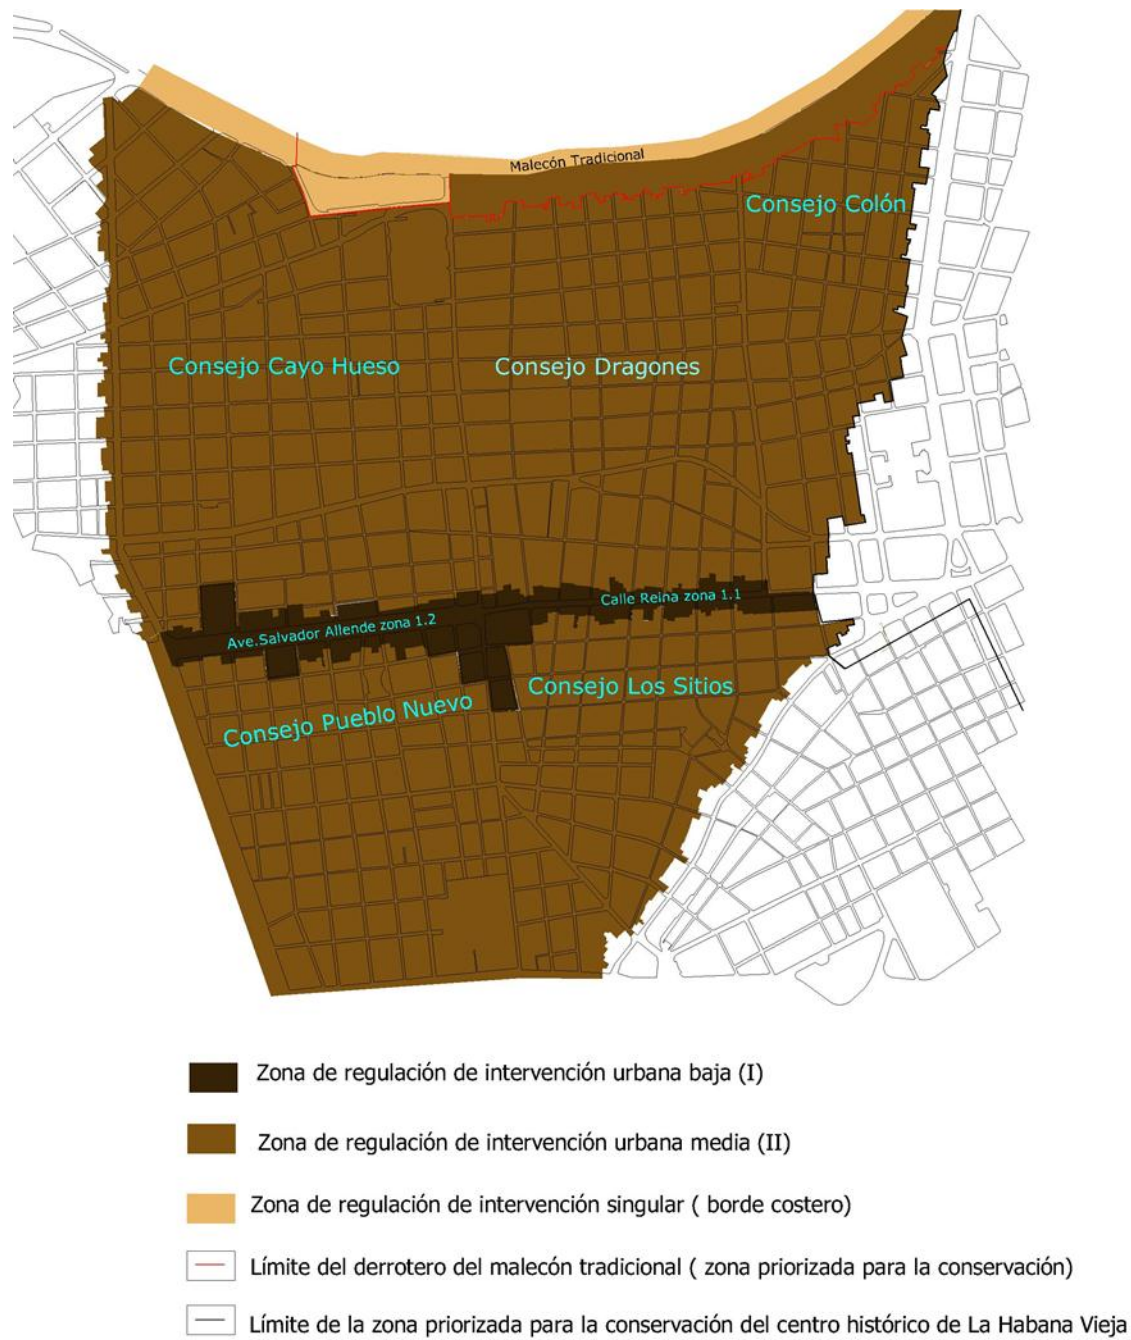 Malecón Tradicional
Consejo Colón
Consejo Cayo Hueso
Consejo Dragones
Calle Reina zona 1.1
Ave.Salvador Allende zona 1.2
Consejo Los Sitios
Consejo Pueblo Nuevo
Zona de regulación de intervención urbana baja (I)
Zona de regulación de intervención urbana media (II)
Zona de regulación de intervención singular ( borde costero)
Límite del derrotero del malecón tradicional ( zona priorizada para la conservación)
Límite de la zona priorizada para la conservación del centro histórico de La Habana Vieja